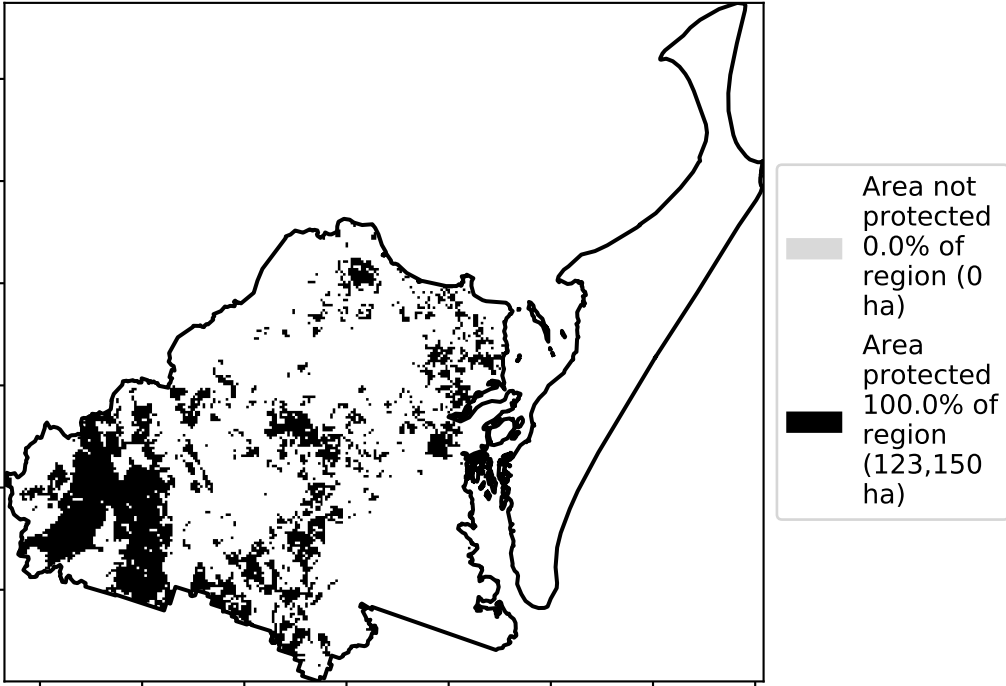 Area not
protected
0.0% of
region (0
ha)
Area
protected
100.0% of
region
(123,150
ha)